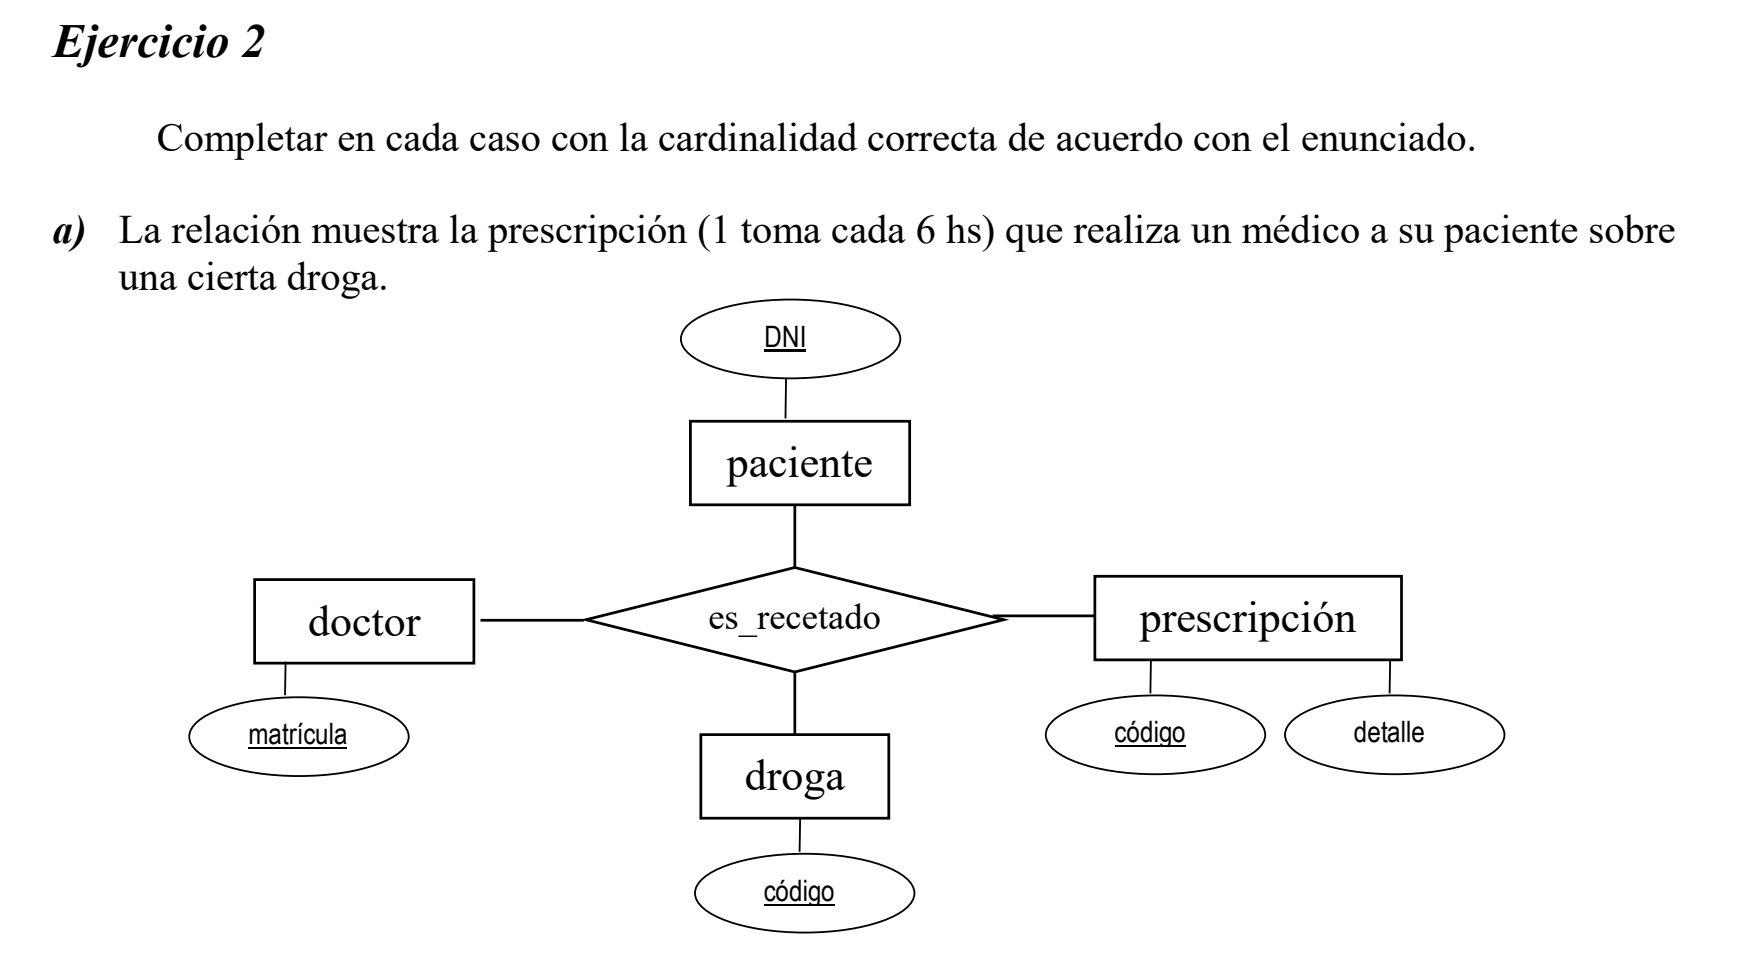 Ejercicio 2
Completar en cada caso con la cardinalidad correcta de acuerdo con el enunciado.
a) La relación muestra la prescripción (1 toma cada 6 hs) que realiza un médico a su paciente sobre
una cierta droga.
DNI
paciente
doctor
es_recetado
prescripción
matrícula
código
detalle
droga
código